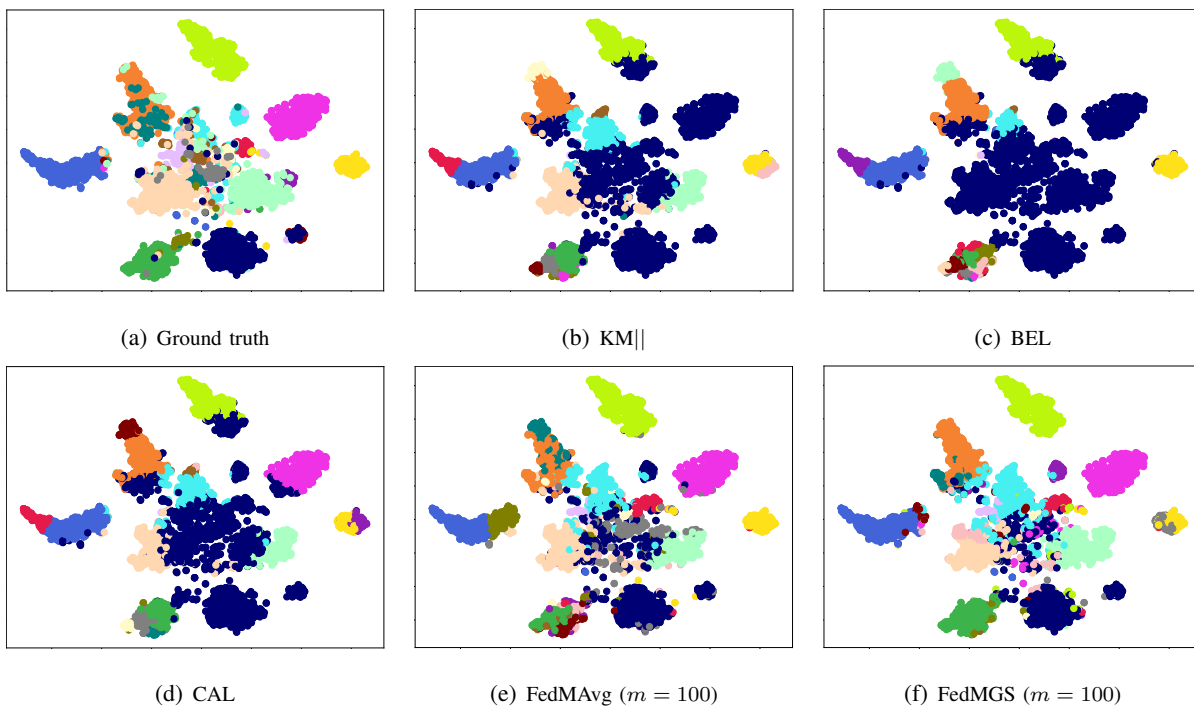 (a) Ground truth
(b) KM||
(c) BEL
(d) CAL
(e) FedMAvg (m = 100)
(f) FedMGS (m = 100)